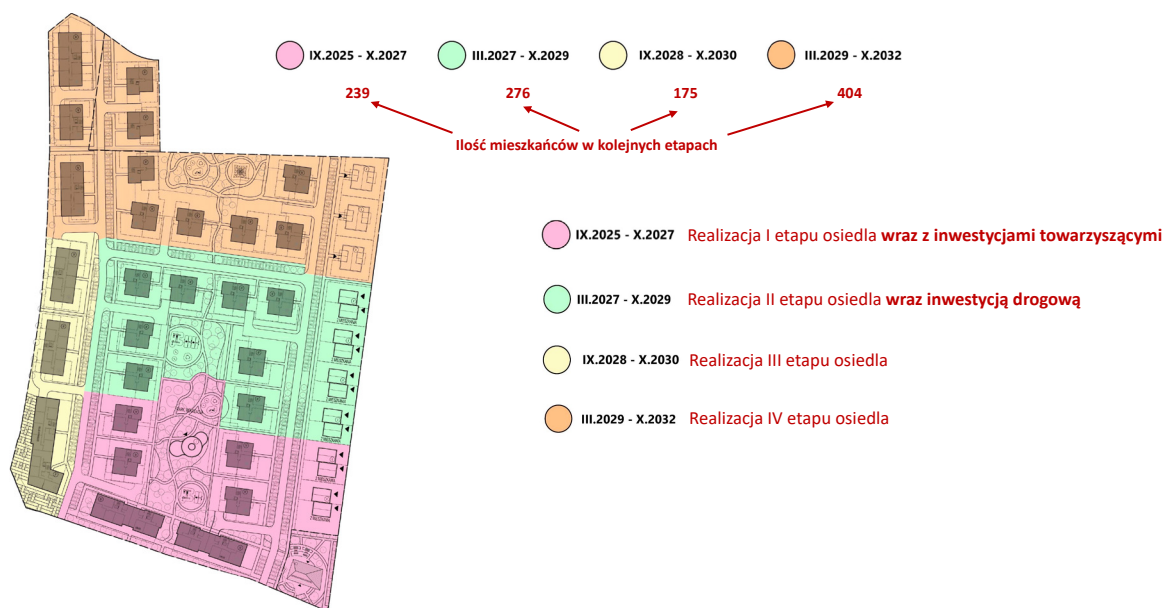 IX.2025 - X.2027 III.2027 - X.2029 IX.2028 - X.2030 III.2029 - X.2032
239 276 175 404
Ilość mieszkańców w kolejnych etapach
IX.2025 - X.2027 Realizacja I etapu osiedla wraz z inwestycjami towarzyszącymi
III.2027 - X.2029 Realizacja II etapu osiedla wraz inwestycją drogową
IX.2028 - X.2030 Realizacja III etapu osiedla
III.2029 - X.2032 Realizacja IV etapu osiedla